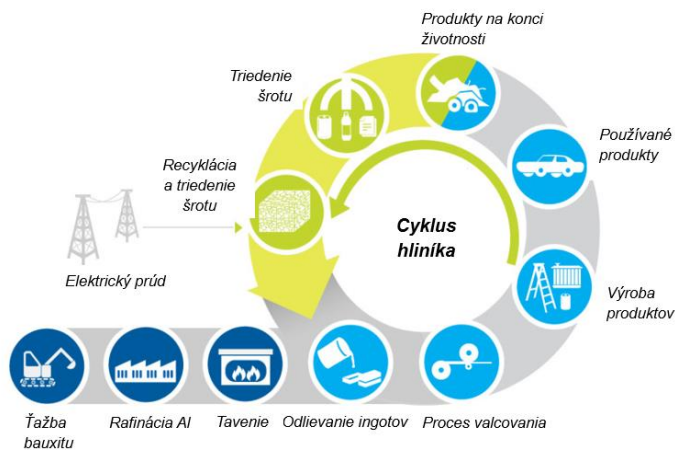 Produkty na konci
životnosti
Triedenie
šrotu
Používané
produkty
Recyklácia
a triedenie
šrotu
Cyklus
hliníka
Elektrický prúd
Výroba
produktov
Ťažba
bauxitu
Rafinácia Al
Tavenie
Odlievanie ingotov
Proces valcovania